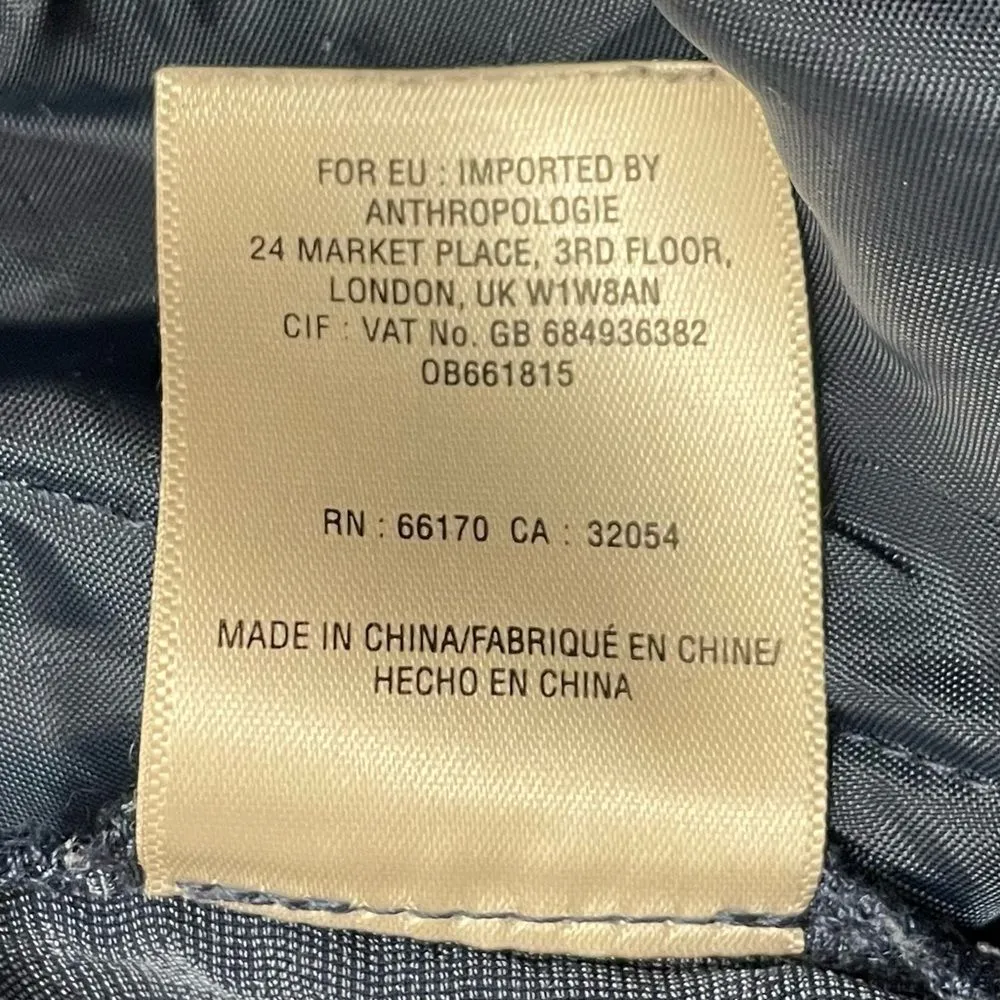 FOR EU : IMPORTED BY
ANTHROPOLOGIE
24 MARKET PLACE, 3RD FLOOR,
LONDON, UK W1W8AN
CIF : VAT No. GB 684936382
OB661815
RN : 66170 CA : 32054
MADE IN CHINA/FABRIQUÉ EN CHINE/
HECHO EN CHINA